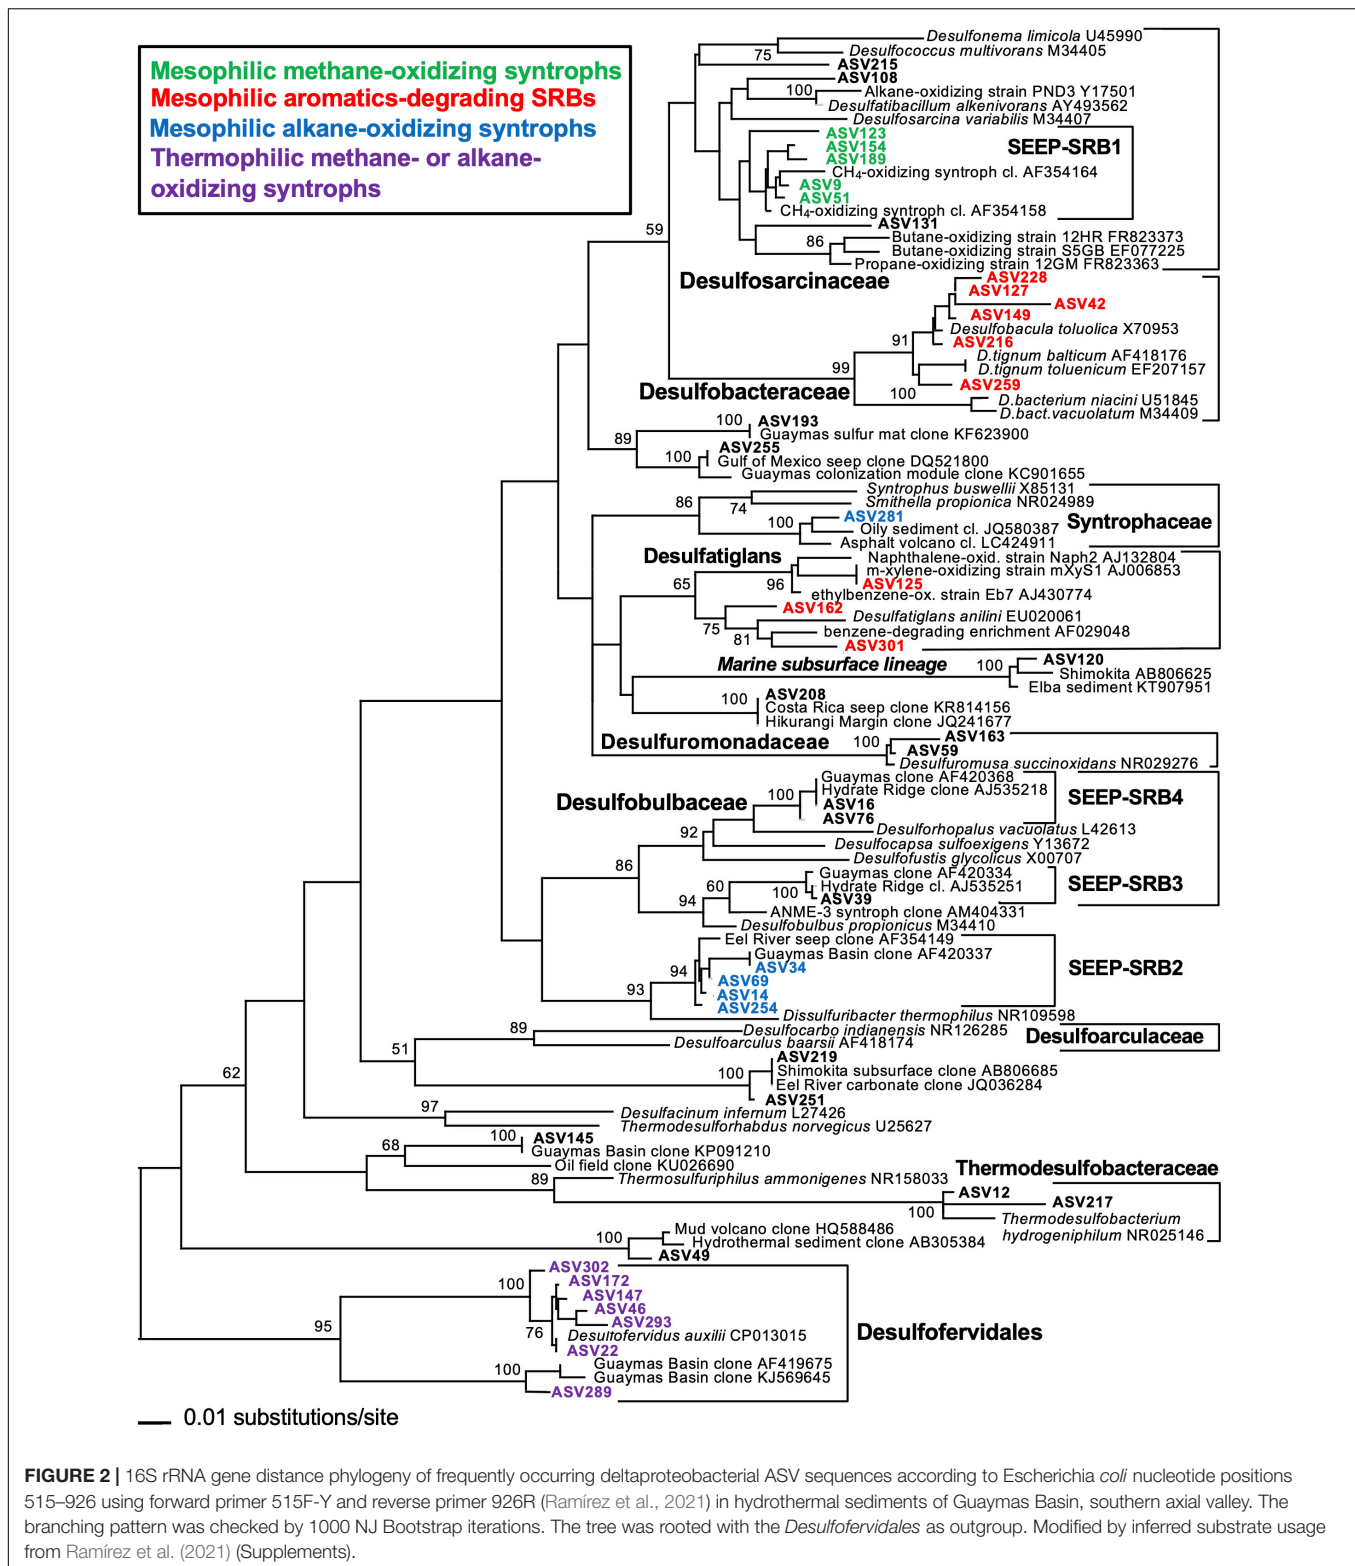 Mesophilic methane-oxidizing syntrophs
Mesophilic aromatics-degrading SRBs
Mesophilic alkane-oxidizing syntrophs
Thermophilic methane- or alkane-
oxidizing syntrophs
Desulfonema limicola U45990
75
Desulfococcus multivorans M34405
ASV215
ASV108
100
Alkane-oxidizing strain PND3 Y17501
Desulfatibacillum alkenivorans AY493562
Desulfosarcina variabilis M34407
ASV123
ASV154
SEEP-SRB1
ASV189
CH₄-oxidizing syntroph cl. AF354164
ASV9
ASV51
CH₄-oxidizing syntroph cl. AF354158
ASV131
59
86
Butane-oxidizing strain 12HR FR823373
Butane-oxidizing strain S5GB EF077225
Propane-oxidizing strain 12GM FR823363
Desulfosarcinaceae
ASV228
ASV127
ASV42
ASV149
Desulfobacula toluolica X70953
91
ASV216
D.tignum balticum AF418176
99
D.tignum toluenicum EF207157
ASV259
Desulfobacteraceae
100
D.bacterium niacini U51845
D.bact.vacuolatum M34409
100
ASV193
Guaymas sulfur mat clone KF623900
89
ASV255
100
Gulf of Mexico seep clone DQ521800
Guaymas colonization module clone KC901655
Syntrophus buswellii X85131
86
74
Smithella propionica NR024989
ASV281
Syntrophaceae
100
Oily sediment cl. JQ580387
Asphalt volcano cl. LC424911
Desulfatiglans
Naphthalene-oxid. strain Naph2 AJ132804
m-xylene-oxidizing strain mXyS1 AJ006853
65
96
ASV125
ethylbenzene-ox. strain Eb7 AJ430774
ASV162
Desulfatiglans anilini EU020061
75
benzene-degrading enrichment AF029048
81
ASV301
Marine subsurface lineage
100
ASV120
Shimokita AB806625
Elba sediment KT907951
100
ASV208
Costa Rica seep clone KR814156
Hikurangi Margin clone JQ241677
Desulfuromonadaceae
100
ASV163
ASV59
Desulfuromusa succinoxidans NR029276
Guaymas clone AF420368
100
Hydrate Ridge clone AJ535218
SEEP-SRB4
Desulfobulbaceae
ASV16
ASV76
92
Desulforhopalus vacuolatus L42613
Desulfocapsa sulfoexigens Y13672
Desulfofustis glycolicus X00707
86
Guaymas clone AF420334
60
100
Hydrate Ridge cl. AJ535251
SEEP-SRB3
94
ASV39
ANME-3 syntroph clone AM404331
Desulfobulbus propionicus M34410
Eel River seep clone AF354149
Guaymas Basin clone AF420337
94
ASV34
SEEP-SRB2
ASV69
93
ASV14
ASV254
Dissulfuribacter thermophilus NR109598
89
Desulfocarbo indianensis NR126285
Desulfoarculaceae
Desulfoarculus baarsii AF418174
51
ASV219
100
Shimokita subsurface clone AB806685
Eel River carbonate clone JQ036284
62
ASV251
97
Desulfacinum infernum L27426
Thermodesulforhabdus norvegicus U25627
100
ASV145
68
Guaymas Basin clone KP091210
Oil field clone KU026690
Thermodesulfobacteraceae
89
Thermosulfuriphilus ammonigenes NR158033
ASV12
ASV217
100
Thermodesulfobacterium
hydrogeniphilum NR025146
Mud volcano clone HQ588486
100
Hydrothermal sediment clone AB305384
ASV49
ASV302
100
ASV172
ASV147
ASV46
ASV293
95
76
Desulfofervidus auxilii CP013015
Desulfofervidales
ASV22
100
Guaymas Basin clone AF419675
Guaymas Basin clone KJ569645
ASV289
0.01 substitutions/site
FIGURE 2 | 16S rRNA gene distance phylogeny of frequently occurring deltaproteobacterial ASV sequences according to Escherichia coli nucleotide positions
515–926 using forward primer 515F-Y and reverse primer 926R (Ramírez et al., 2021) in hydrothermal sediments of Guaymas Basin, southern axial valley. The
branching pattern was checked by 1000 NJ Bootstrap iterations. The tree was rooted with the Desulfofervidales as outgroup. Modified by inferred substrate usage
from Ramírez et al. (2021) (Supplements).